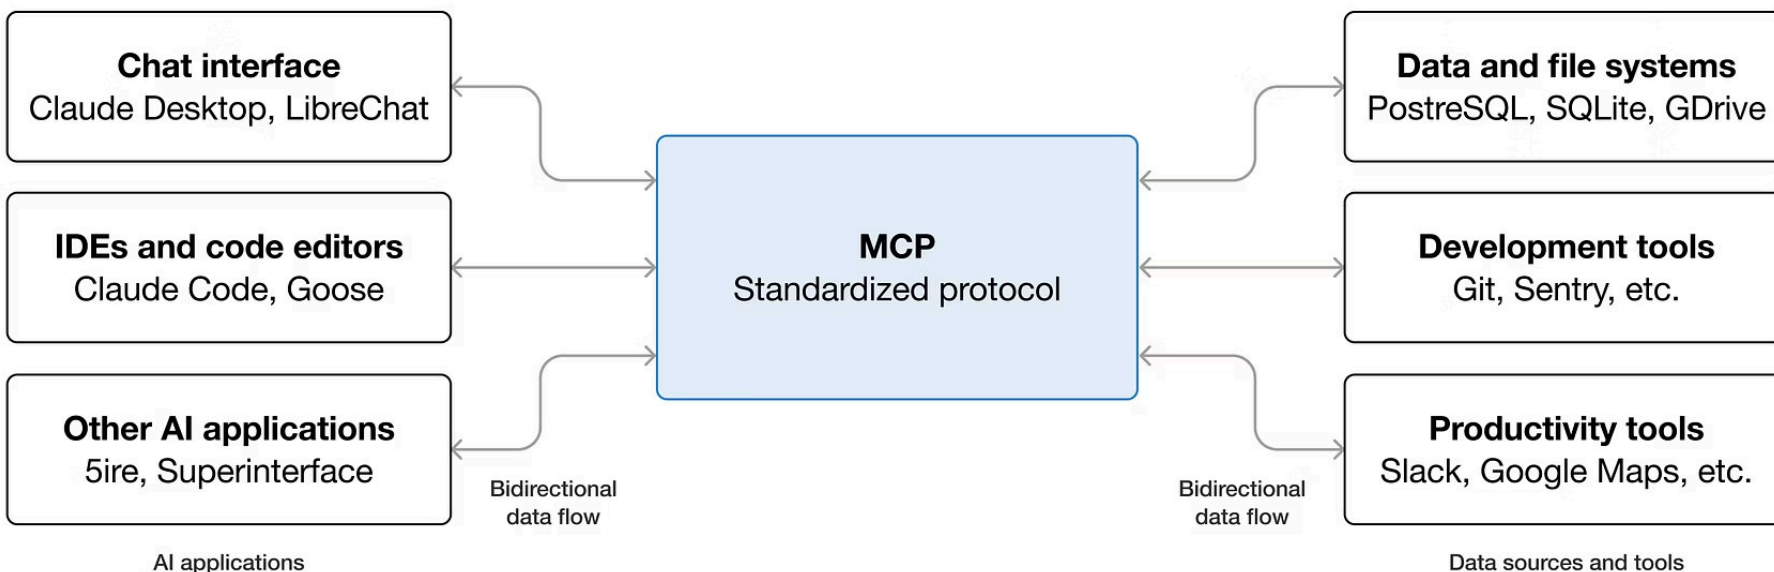 Chat interface
Claude Desktop, LibreChat
IDEs and code editors
Claude Code, Goose
Other AI applications
5ire, Superinterface
AI applications
Bidirectional
data flow
MCP
Standardized protocol
Bidirectional
data flow
Data and file systems
PostreSQL, SQLite, GDrive
Development tools
Git, Sentry, etc.
Productivity tools
Slack, Google Maps, etc.
Data sources and tools